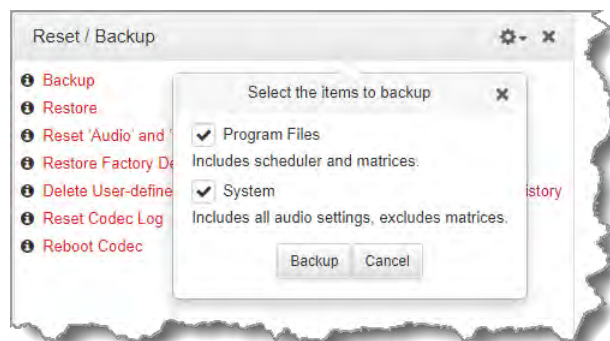 Reset / Backup
Backup
Restore
Reset 'Audio' and
Restore Factory
Delete User-define
istory
Reset Codec Log
Reboot Codec
Select the items to backup
Program Files
Includes scheduler and matrices.
System
Includes all audio settings, excludes matrices.
Backup Cancel